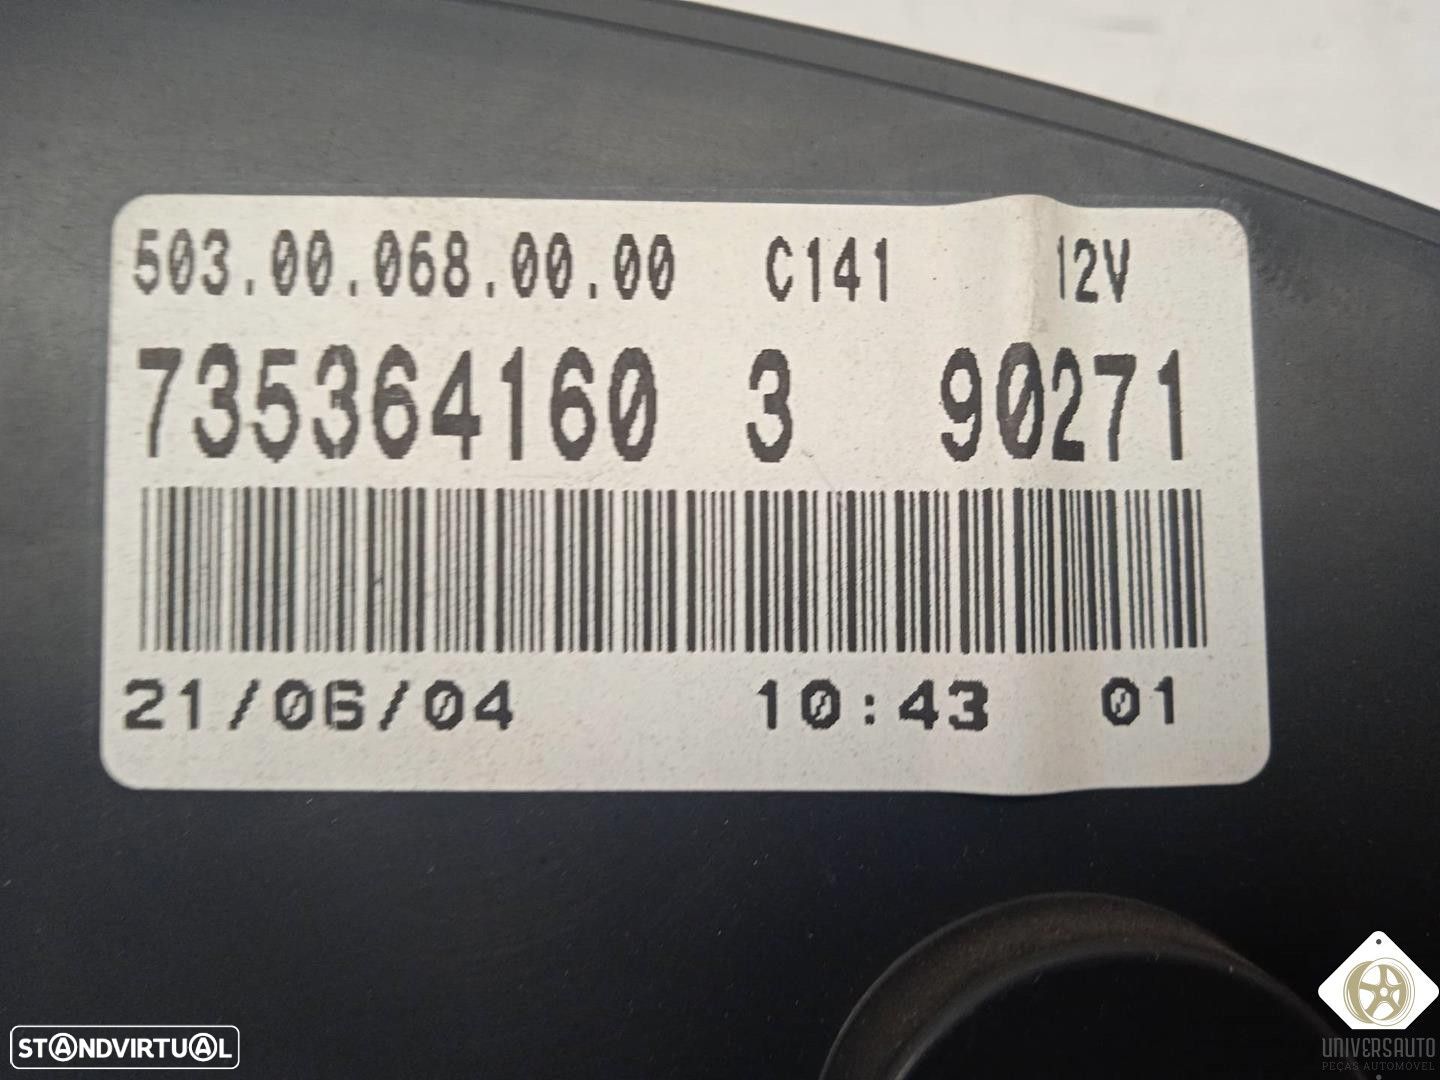 503.00.068.00.00 C141 12V
735364160 3 90271
21/06/04 10:43 01
STANDVIRTUAL
UNIVERSAUTO
PEÇAS AUTOMÓVEL